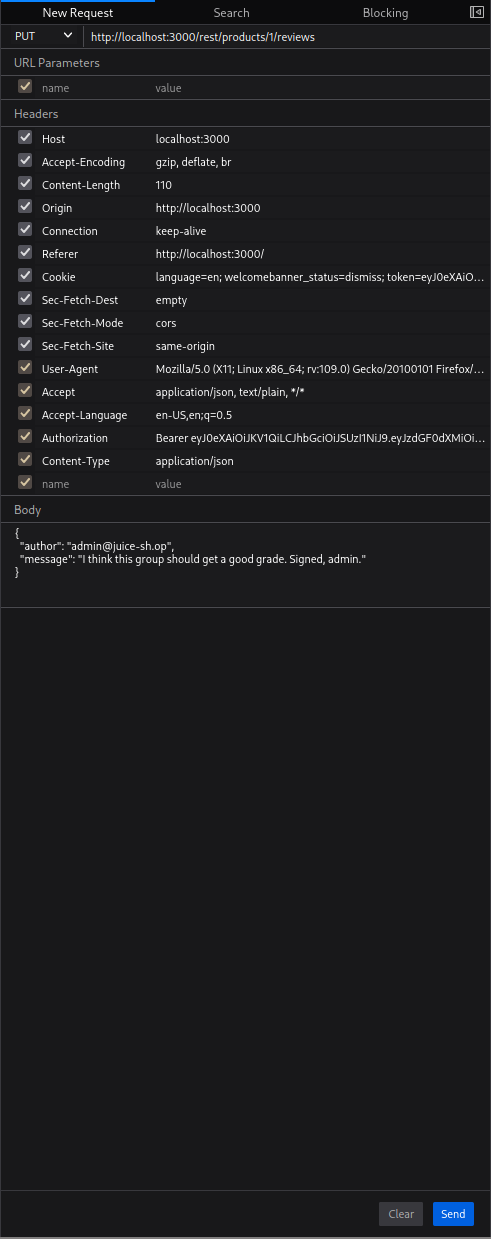 New Request Search Blocking
PUT http://localhost:3000/rest/products/1/reviews
URL Parameters
name value
Headers
Host localhost:3000
Accept-Encoding gzip, deflate, br
Content-Length 110
Origin http://localhost:3000
Connection keep-alive
Referer http://localhost:3000/
Cookie language=en; welcomebanner_status=dismiss; token=eyJ0eXAiO...
Sec-Fetch-Dest empty
Sec-Fetch-Mode cors
Sec-Fetch-Site same-origin
User-Agent Mozilla/5.0 (X11; Linux x86_64; rv:109.0) Gecko/20100101 Firefox/...
Accept application/json, text/plain, */*
Accept-Language en-US,en;q=0.5
Authorization Bearer eyJ0eXAiOiJKV1QiLCJhbGciOiJSUzI1NiJ9.eyJzdGF0dXMiOi...
Content-Type application/json
name value
Body
{
"author": "admin@juice-sh.op",
"message": "I think this group should get a good grade. Signed, admin."
}
Clear Send